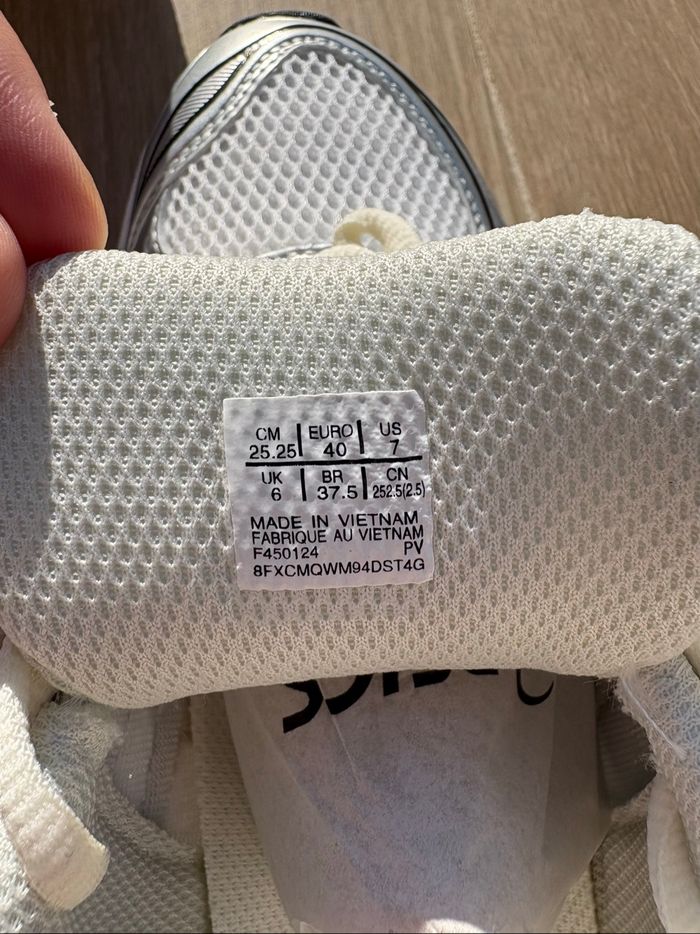 CM EURO US
25.25 40 7
UK BR CN
6 37.5 252.5(2.5)
MADE IN VIETNAM
FABRIQUE AU VIETNAM
F450124 PV
8FXCMQWM94DST4G